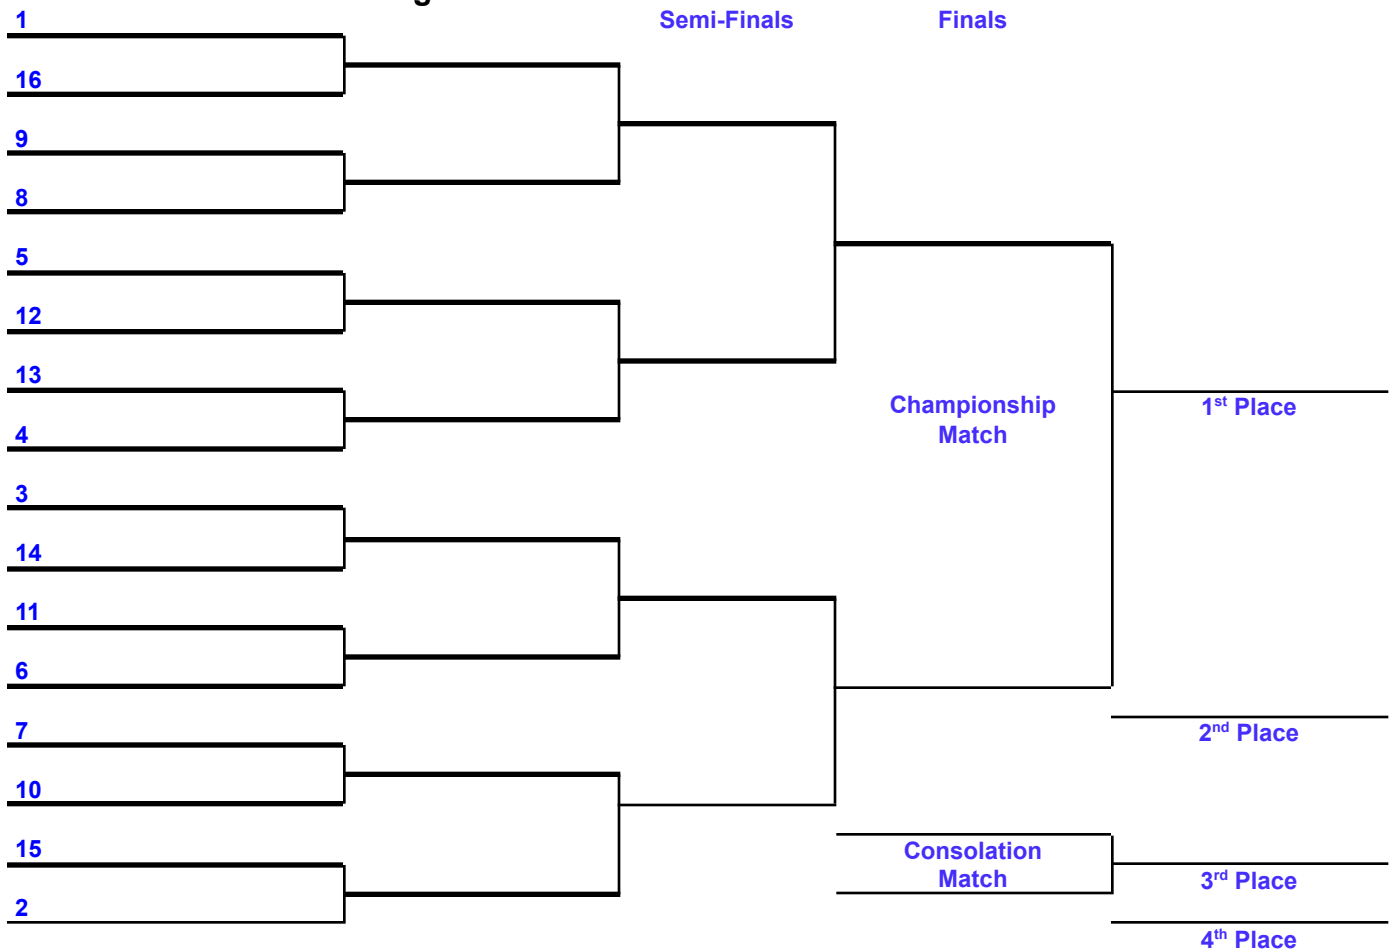 1
Semi-Finals
Finals
16
9
8
5
12
13
4
Championship
Match
1st Place
3
14
11
6
7
2nd Place
10
15
Consolation
Match
3rd Place
2
4th Place